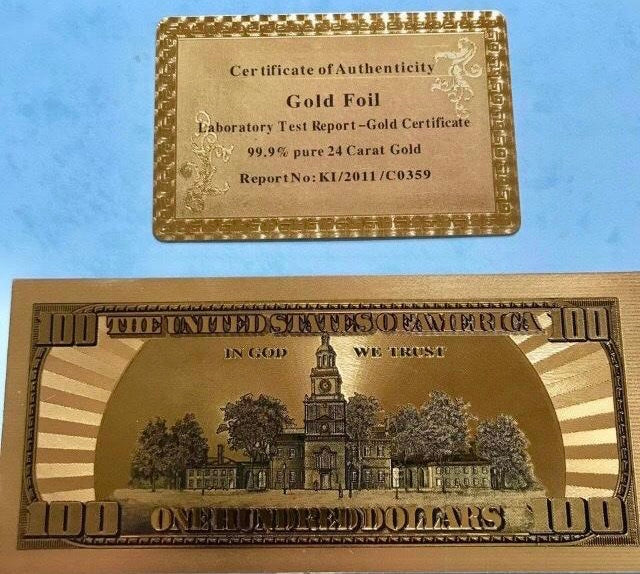 Certificate of Authenticity
Gold Foil
Laboratory Test Report-Gold Certificate
99.9% pure 24 Carat Gold
Report No: KI/2011/C0359
100 THE UNITED STATES OF AMERICA 100
IN GOD WE TRUST
100 ONE HUNDRED DOLLARS 100